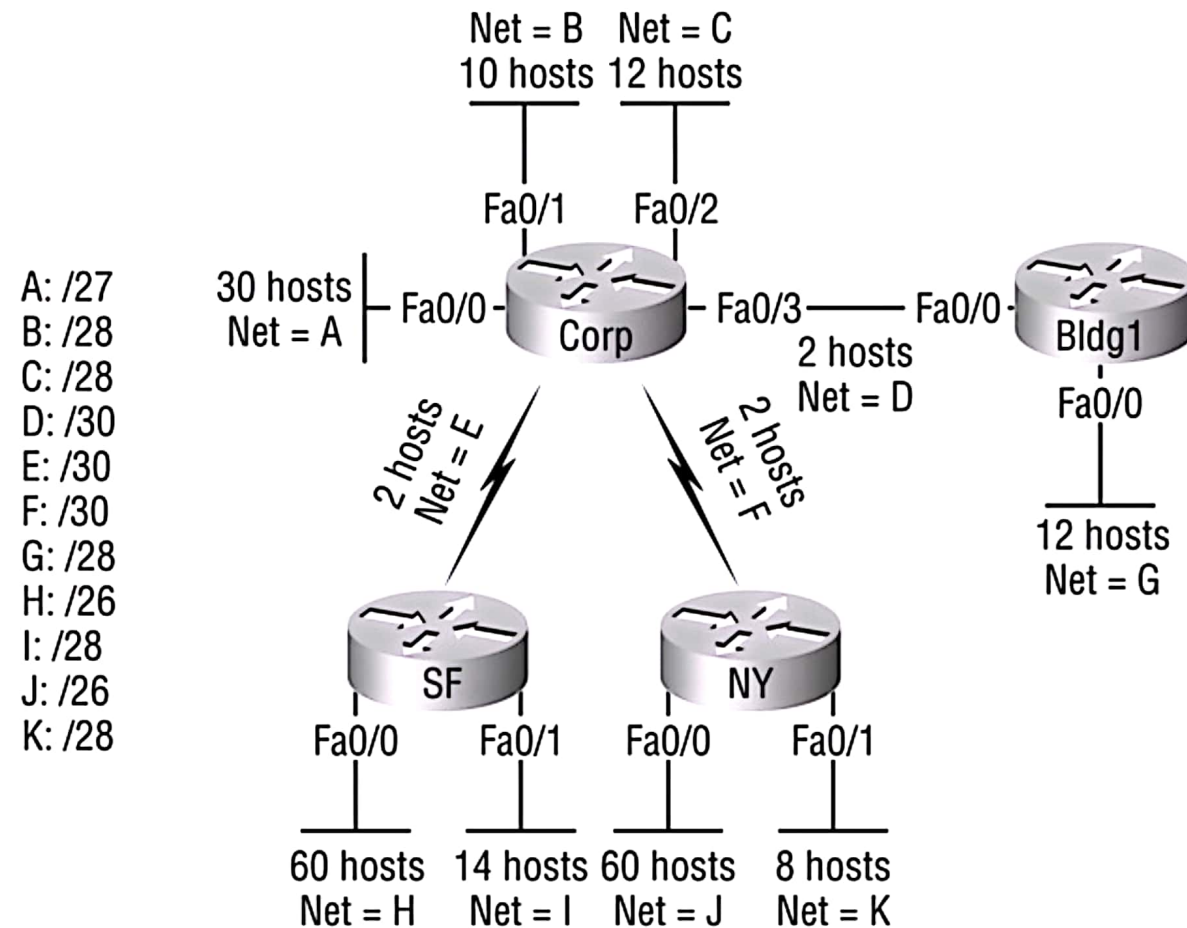 Net = B
10 hosts
Net = C
12 hosts
Fa0/1
Fa0/2
A: /27
B: /28
C: /28
D: /30
E: /30
F: /30
G: /28
H: /26
I: /28
J: /26
K: /28
30 hosts
Net = A
Fa0/0
Corp
Fa0/3
Fa0/0
Bldg1
2 hosts
Net = D
Fa0/0
12 hosts
Net = G
2 hosts
Net = E
2 hosts
Net = F
SF
NY
Fa0/0
Fa0/1
Fa0/0
Fa0/1
60 hosts
Net = H
14 hosts
Net = I
60 hosts
Net = J
8 hosts
Net = K